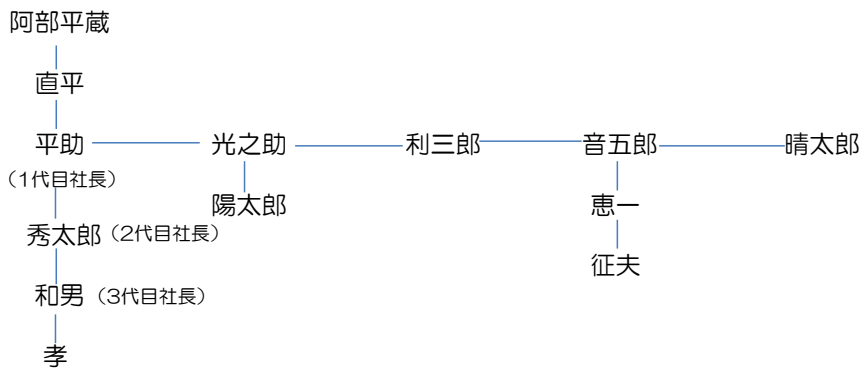 阿部平蔵
直平
平助 光之助 利三郎 音五郎 晴太郎
（1代目社長）
陽太郎 恵一
秀太郎（2代目社長）
征夫
和男（3代目社長）
孝